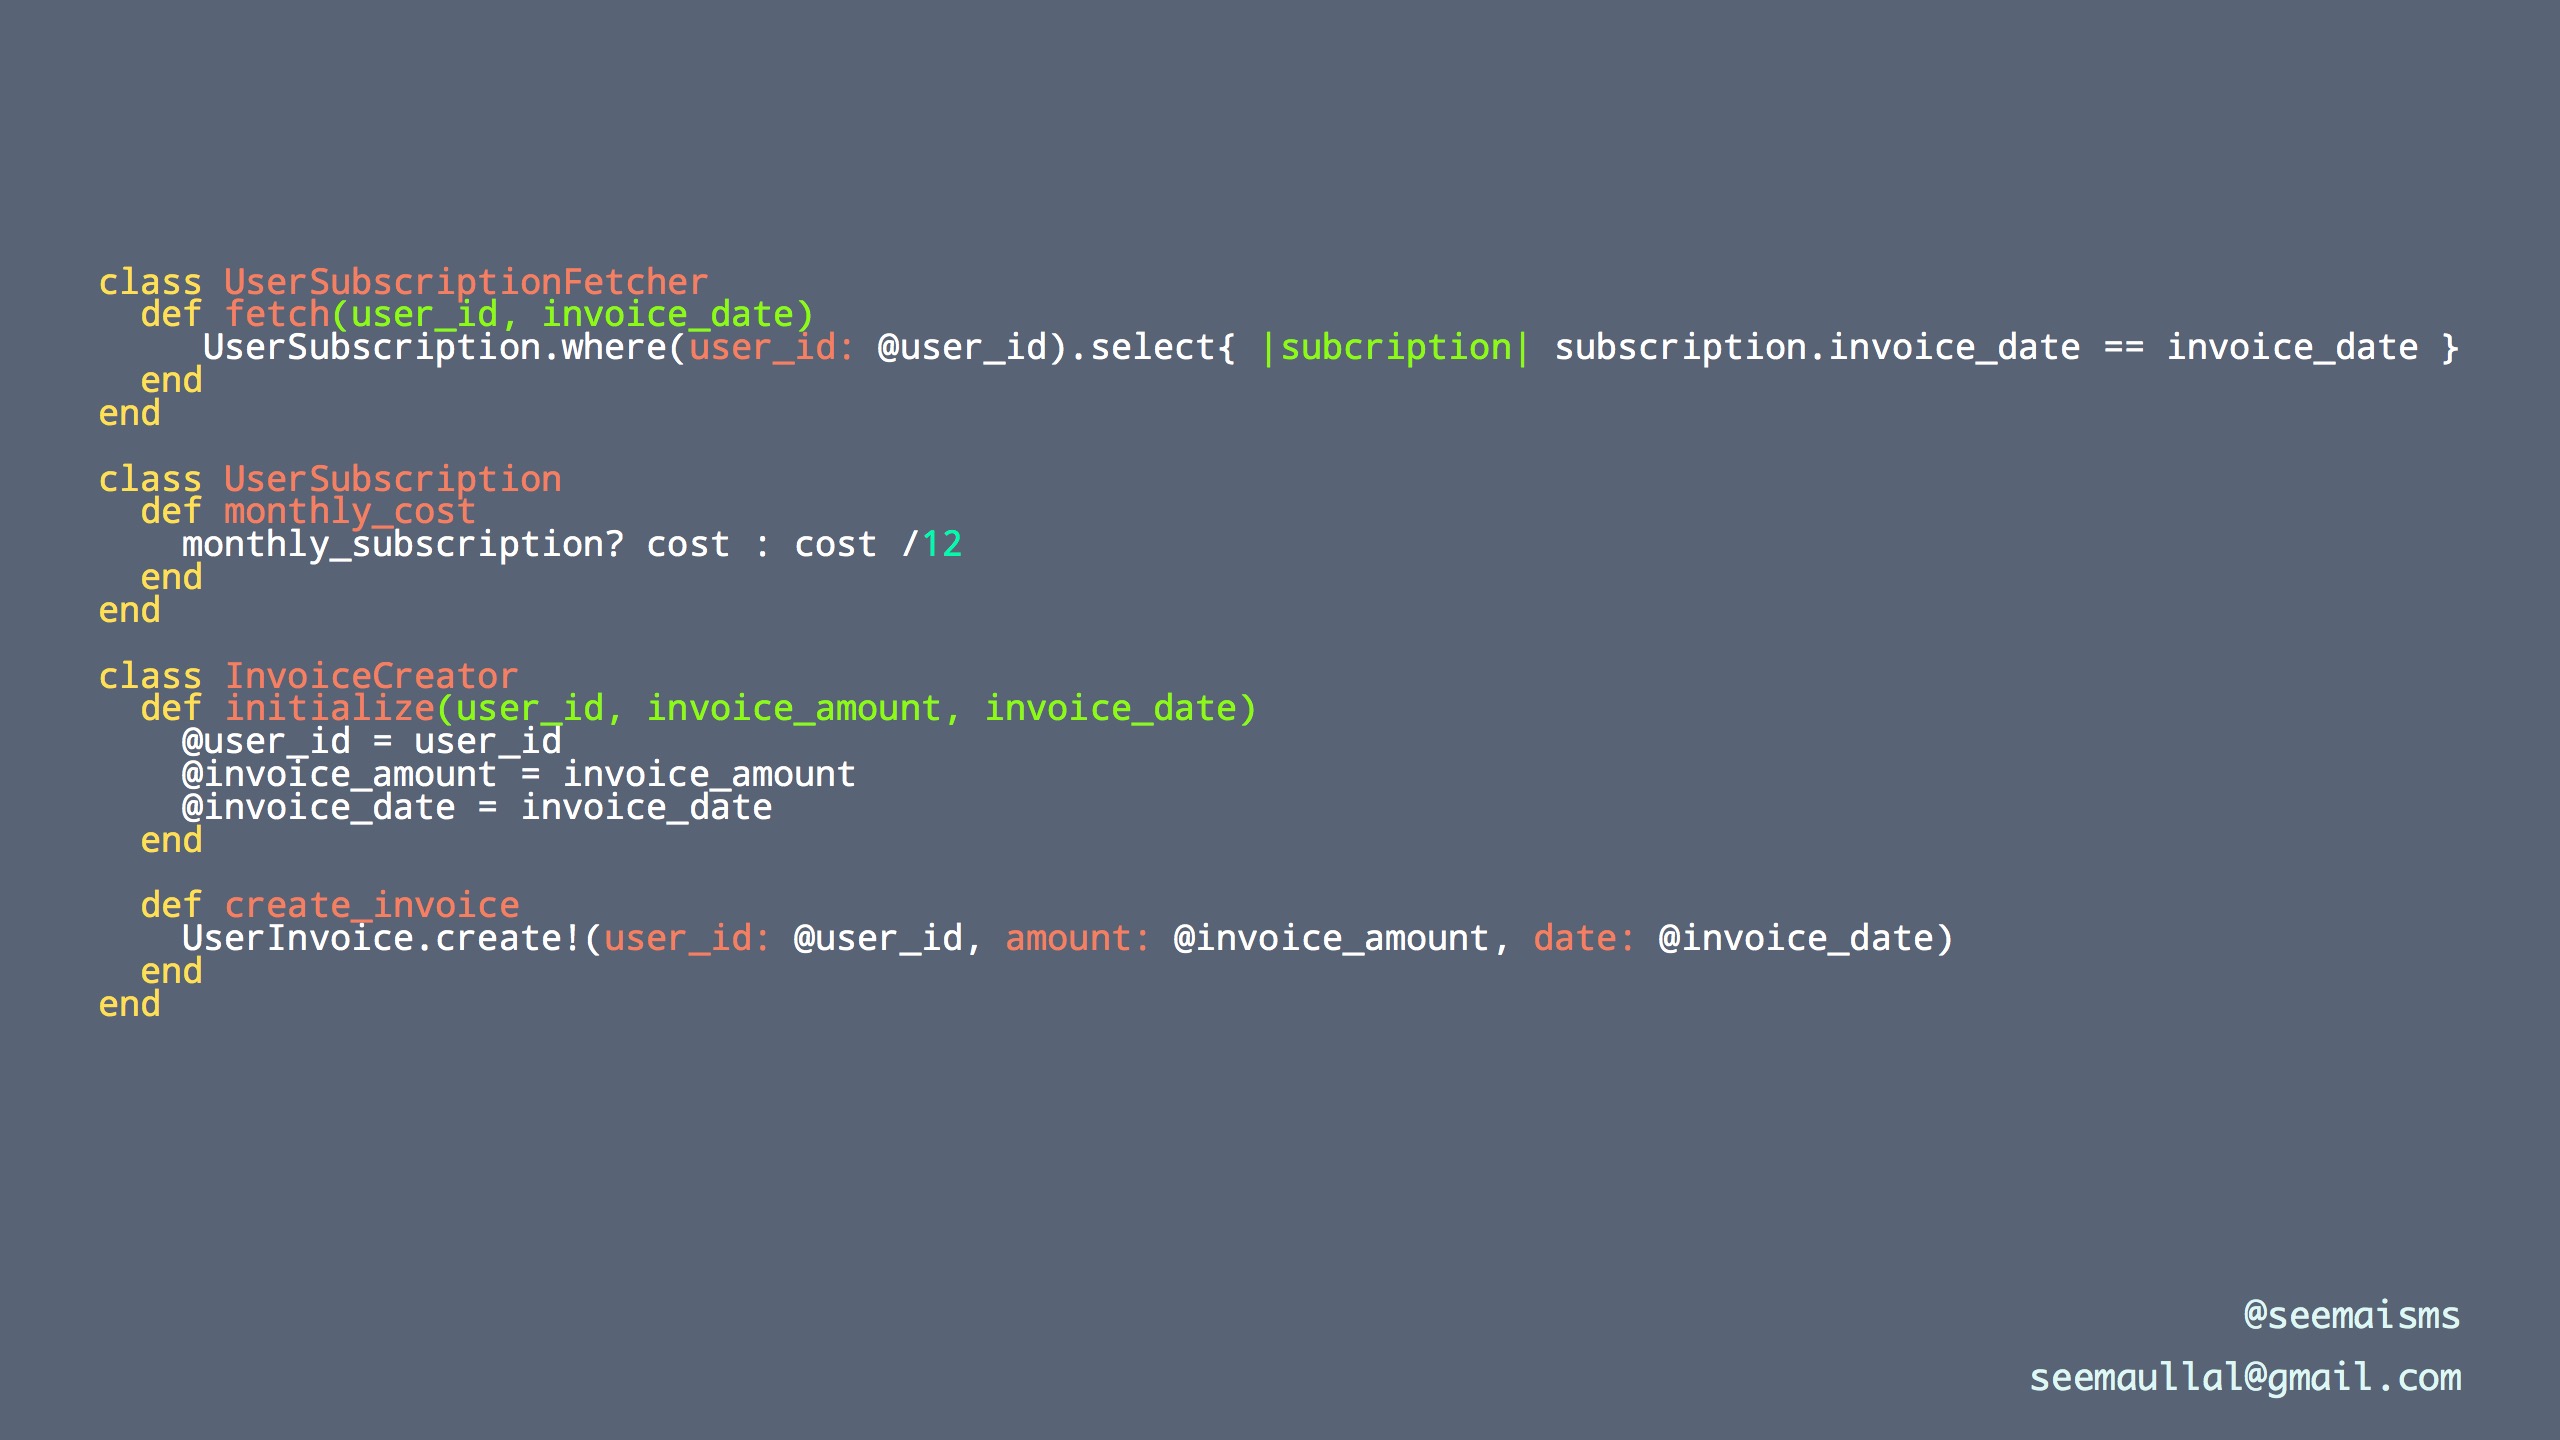 class UserSubscriptionFetcher
  def fetch(user_id, invoice_date)
     UserSubscription.where(user_id: @user_id).select{ |subcription| subscription.invoice_date == invoice_date }
  end
end

class UserSubscription
  def monthly_cost
    monthly_subscription? cost : cost /12
  end
end

class InvoiceCreator
  def initialize(user_id, invoice_amount, invoice_date)
    @user_id = user_id
    @invoice_amount = invoice_amount
    @invoice_date = invoice_date
  end

  def create_invoice
    UserInvoice.create!(user_id: @user_id, amount: @invoice_amount, date: @invoice_date)
  end
end
@seemaisms
seemaullal@gmail.com